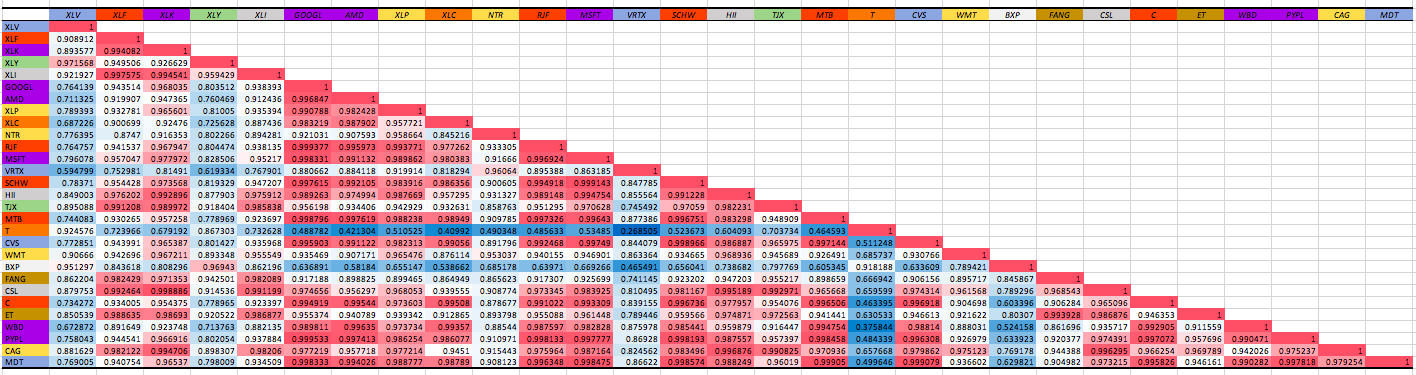 XLV XLF XLK XLY XLI GOOGL AMD XLP XLC NTR RJF MSFT VRTX SCHW HII TJX MTB T CVS WMT BXP FANG CSL C ET WBD PYPL CAG MDT
XLV 1
XLF 0.908912 1
XLK 0.893577 0.994082 1
XLY 0.971568 0.949506 0.926629 1
XLI 0.921927 0.997575 0.994541 0.959429 1
GOOGL 0.764139 0.943514 0.968035 0.803512 0.938393 1
AMD 0.711325 0.919907 0.947365 0.760469 0.912436 0.996847 1
XLP 0.789393 0.932781 0.965601 0.81005 0.935394 0.990788 0.982428 1
XLC 0.687226 0.900699 0.92476 0.725628 0.887436 0.983219 0.987902 0.957721 1
NTR 0.776395 0.8747 0.916353 0.802266 0.894281 0.921031 0.907593 0.958664 0.845216 1
RJF 0.764757 0.941537 0.967947 0.804474 0.938135 0.999377 0.995973 0.993771 0.977262 0.933305 1
MSFT 0.796078 0.957047 0.977972 0.828506 0.95217 0.998331 0.991132 0.989862 0.980383 0.91666 0.996924 1
VRTX 0.594799 0.752981 0.81491 0.619334 0.767901 0.880662 0.884118 0.919914 0.818294 0.96064 0.895388 0.863185 1
SCHW 0.78371 0.954428 0.973568 0.819329 0.947207 0.997615 0.992105 0.983916 0.986356 0.900605 0.994918 0.999143 0.847785 1
HII 0.849003 0.976202 0.992896 0.877903 0.975912 0.989263 0.974994 0.987669 0.957295 0.931327 0.989148 0.994754 0.855564 0.991228 1
TJX 0.895088 0.991208 0.989972 0.918404 0.985838 0.956198 0.934406 0.942929 0.932631 0.858763 0.951295 0.970628 0.745492 0.97059 0.982231 1
MTB 0.744083 0.930265 0.957258 0.778969 0.923697 0.998796 0.997619 0.988238 0.98949 0.909785 0.997326 0.99643 0.877386 0.996751 0.983298 0.948909 1
T 0.924576 0.723966 0.679192 0.867303 0.732628 0.488782 0.421304 0.510525 0.40992 0.490348 0.485633 0.53485 0.268505 0.523673 0.604093 0.703734 0.464593 1
CVS 0.772851 0.943991 0.965387 0.801427 0.935968 0.995903 0.991122 0.982313 0.99056 0.891796 0.992468 0.99749 0.844079 0.998966 0.986887 0.965975 0.997144 0.511248 1
WMT 0.90666 0.942696 0.967211 0.893348 0.955549 0.935469 0.907171 0.965476 0.876114 0.953027 0.940155 0.946901 0.863364 0.934665 0.968936 0.945689 0.926491 0.685737 0.930766 1
BXP 0.951297 0.843618 0.808296 0.96943 0.862196 0.636891 0.58184 0.655147 0.538662 0.685178 0.63971 0.669266 0.465491 0.656041 0.738682 0.797769 0.605345 0.918188 0.633609 0.789421 1
FANG 0.862204 0.982429 0.971353 0.942501 0.982089 0.917188 0.898825 0.899465 0.864949 0.865623 0.917307 0.925699 0.741145 0.923202 0.947203 0.955217 0.898659 0.666942 0.906156 0.895717 0.845867 1
CSL 0.879753 0.992464 0.998886 0.914536 0.991199 0.974656 0.956297 0.965803 0.939555 0.908774 0.973345 0.983925 0.810495 0.981167 0.995189 0.992971 0.965668 0.659599 0.974314 0.961598 0.789296 0.968543 1
C 0.734272 0.934005 0.954375 0.778965 0.923397 0.994919 0.99544 0.973603 0.99508 0.878677 0.991022 0.993309 0.839155 0.996736 0.977957 0.954076 0.996506 0.463395 0.996918 0.904698 0.603396 0.906284 0.965096 1
ET 0.850539 0.988635 0.98693 0.920522 0.986877 0.955374 0.940789 0.939342 0.912865 0.893798 0.955088 0.961448 0.789446 0.959566 0.974871 0.972563 0.941441 0.630533 0.946613 0.921622 0.80307 0.993928 0.986876 0.946353 1
WBD 0.672872 0.891649 0.923748 0.713763 0.882135 0.989811 0.99635 0.973734 0.99357 0.88544 0.987597 0.982828 0.875978 0.985441 0.959879 0.916447 0.994754 0.375844 0.98814 0.888031 0.524158 0.861696 0.935717 0.992905 0.911559 1
PYPL 0.758043 0.944541 0.966916 0.802054 0.937884 0.999533 0.997413 0.986254 0.986077 0.910971 0.998133 0.997777 0.86928 0.998193 0.98537 0.957397 0.998458 0.484339 0.996308 0.926979 0.633923 0.920377 0.974391 0.997072 0.957696 0.990471 1
CAG 0.881629 0.982122 0.994704 0.898307 0.98206 0.977219 0.957718 0.977214 0.9451 0.915443 0.975964 0.987164 0.824562 0.983496 0.996876 0.990825 0.970936 0.657668 0.979862 0.975123 0.769178 0.944388 0.996295 0.966254 0.969789 0.942026 0.975237 1
MDT 0.769005 0.940754 0.96537 0.798009 0.934509 0.998333 0.994026 0.988777 0.98789 0.908123 0.996348 0.998475 0.86622 0.998574 0.988249 0.96019 0.99905 0.499646 0.999079 0.936602 0.629821 0.904982 0.973215 0.995826 0.946161 0.990282 0.997818 0.979254 1